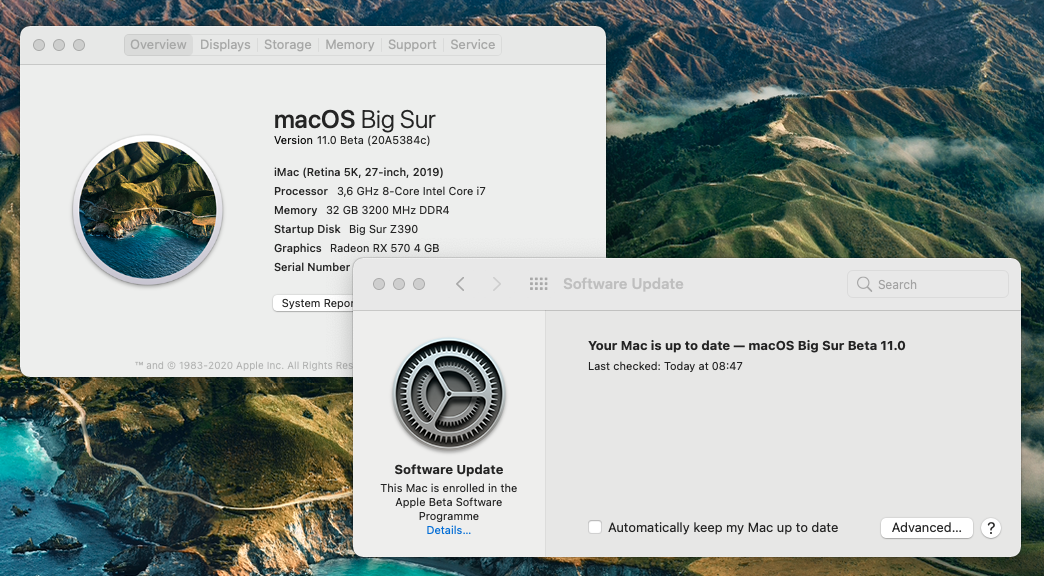 Overview Displays Storage Memory Support Service
macOS Big Sur
Version 11.0 Beta (20A5384c)
iMac (Retina 5K, 27-inch, 2019)
Processor 3,6 GHz 8-Core Intel Core i7
Memory 32 GB 3200 MHz DDR4
Startup Disk Big Sur Z390
Graphics Radeon RX 570 4 GB
Serial Number
System Repor
™ and © 1983-2020 Apple Inc. All Rights Res
Software Update
Search
Your Mac is up to date — macOS Big Sur Beta 11.0
Last checked: Today at 08:47
Software Update
This Mac is enrolled in the
Apple Beta Software
Programme
Details...
Automatically keep my Mac up to date
Advanced...
?